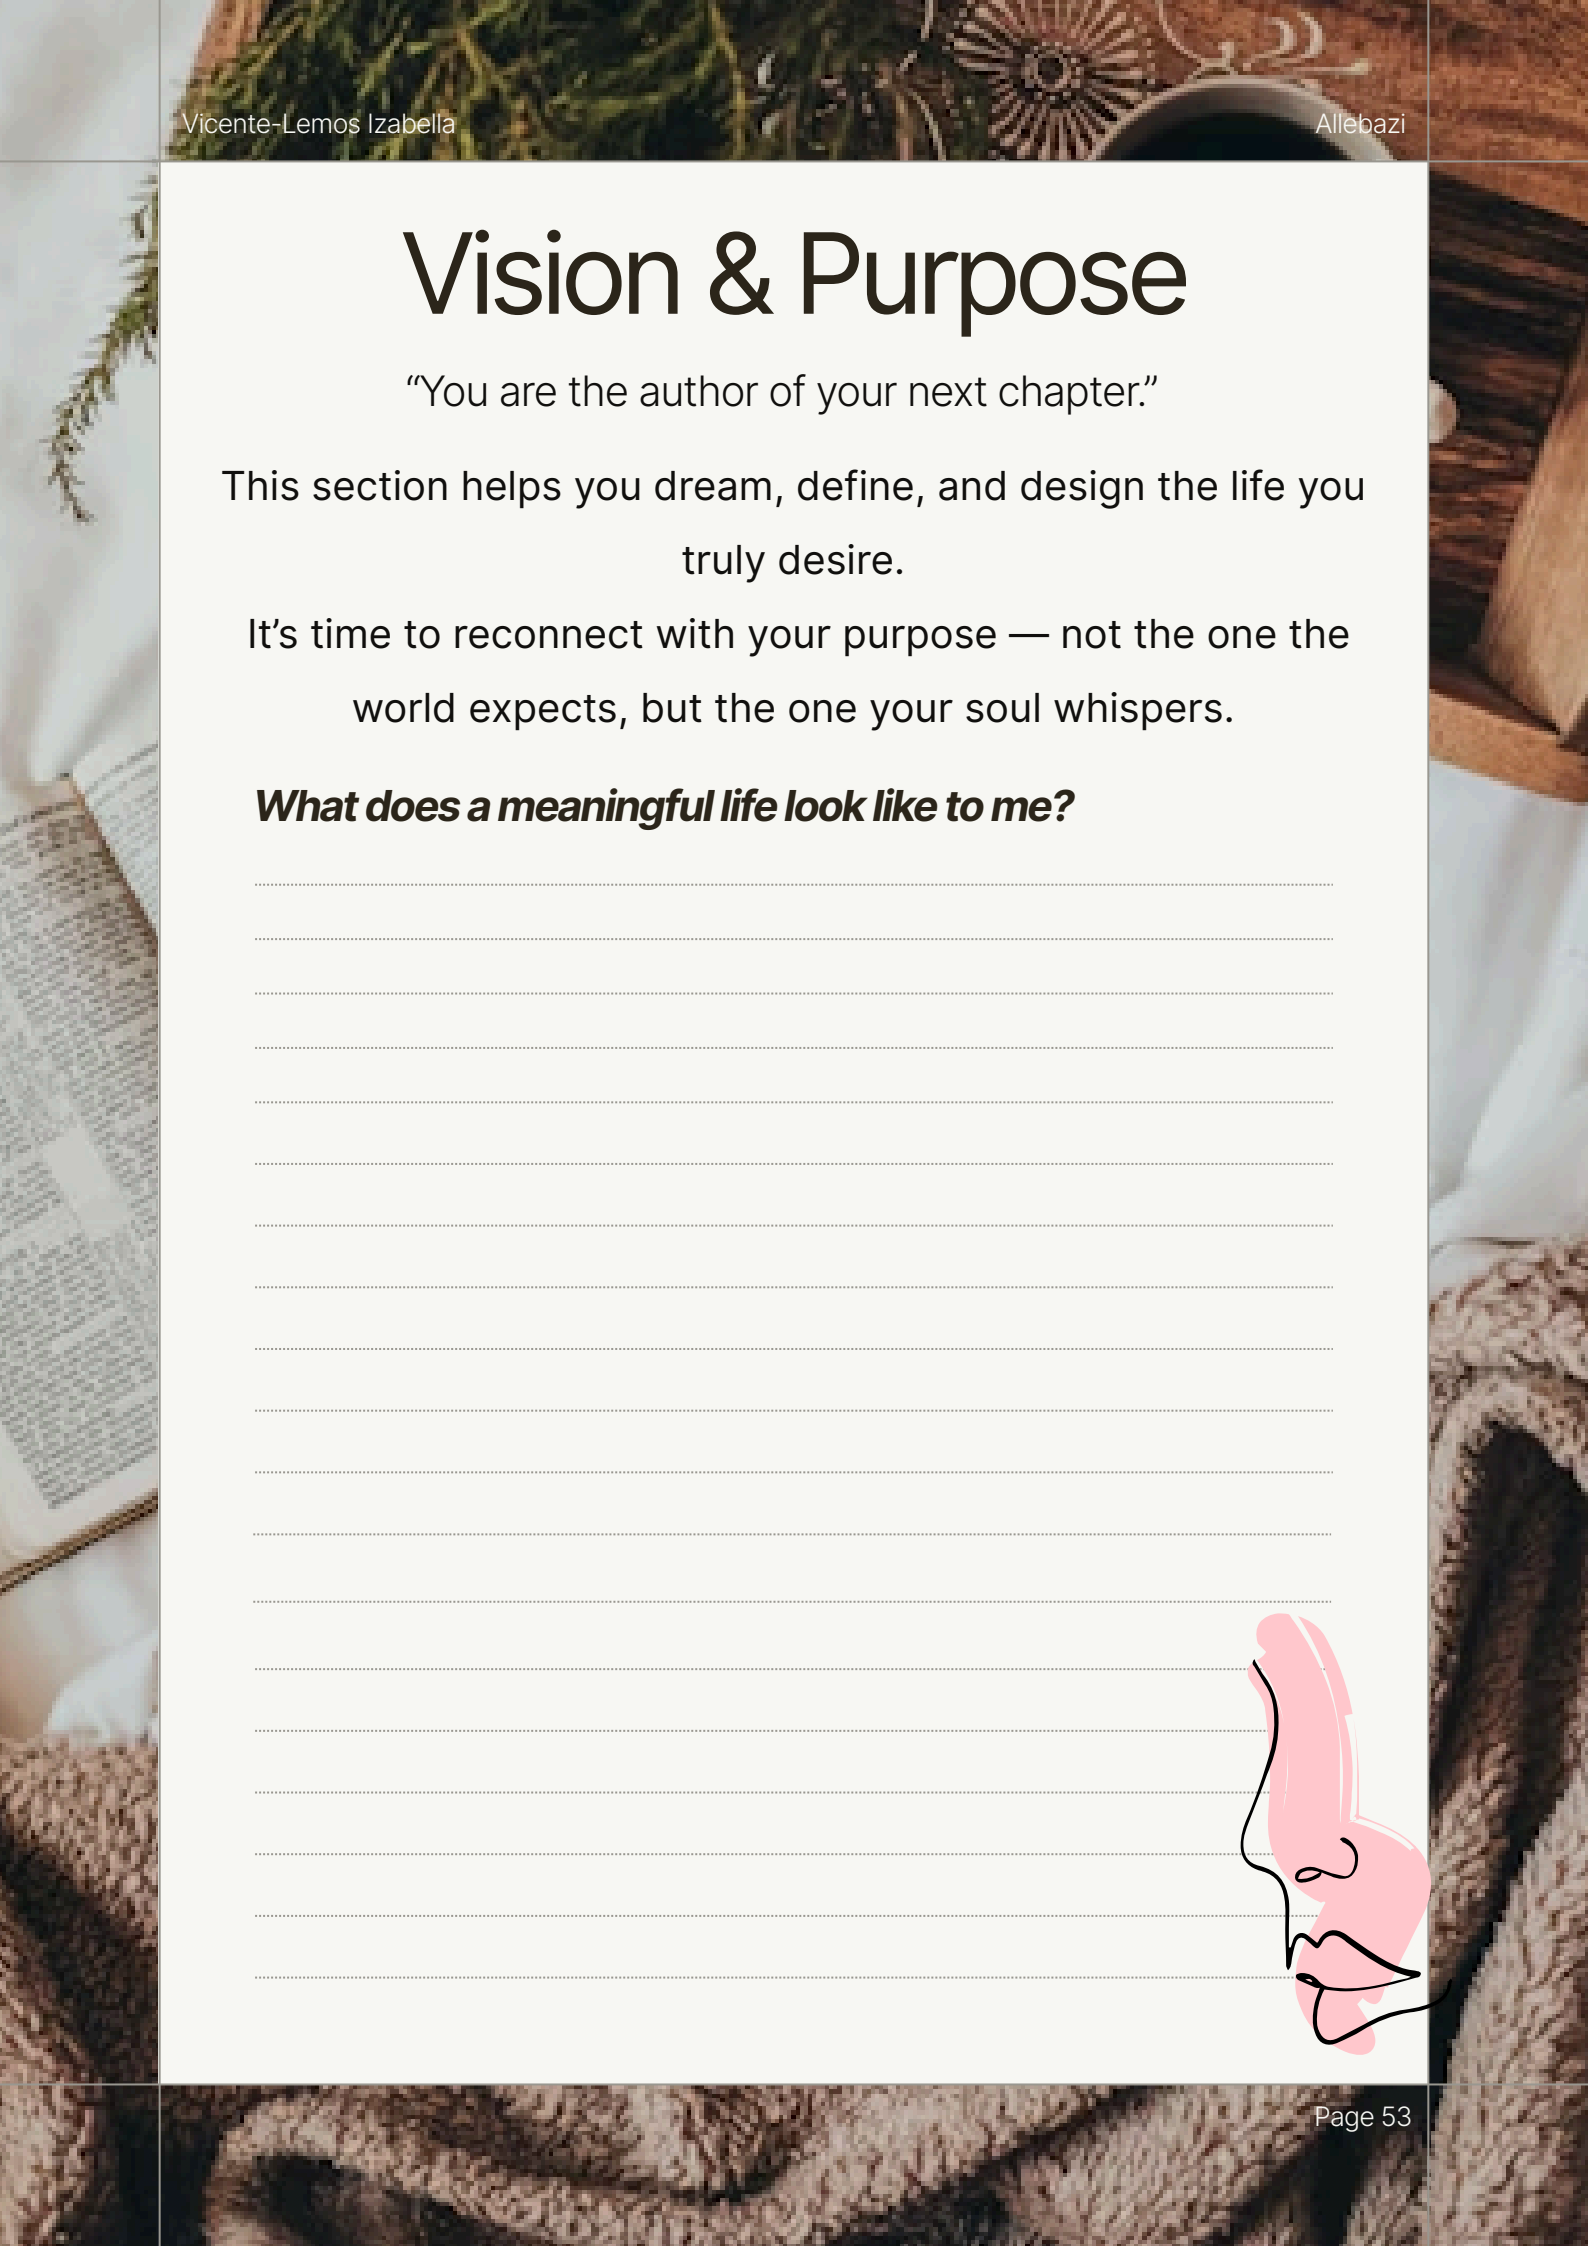 Vicente-Lemos Izabella
Allebazi
Vision & Purpose
“You are the author of your next chapter.”
This section helps you dream, define, and design the life you
truly desire.
It’s time to reconnect with your purpose — not the one the
world expects, but the one your soul whispers.
What does a meaningful life look like to me?
Page 53